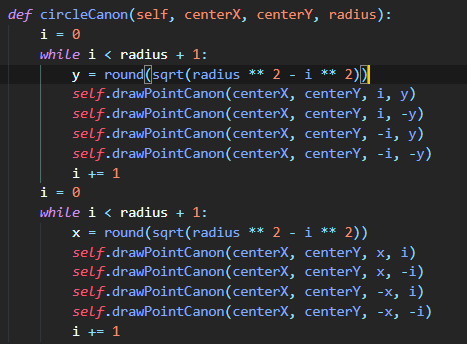 def circleCanon(self, centerX, centerY, radius):
    i = 0
    while i < radius + 1:
        y = round(sqrt(radius ** 2 - i ** 2))
        self.drawPointCanon(centerX, centerY, i, y)
        self.drawPointCanon(centerX, centerY, i, -y)
        self.drawPointCanon(centerX, centerY, -i, y)
        self.drawPointCanon(centerX, centerY, -i, -y)
        i += 1
    i = 0
    while i < radius + 1:
        x = round(sqrt(radius ** 2 - i ** 2))
        self.drawPointCanon(centerX, centerY, x, i)
        self.drawPointCanon(centerX, centerY, x, -i)
        self.drawPointCanon(centerX, centerY, -x, i)
        self.drawPointCanon(centerX, centerY, -x, -i)
        i += 1